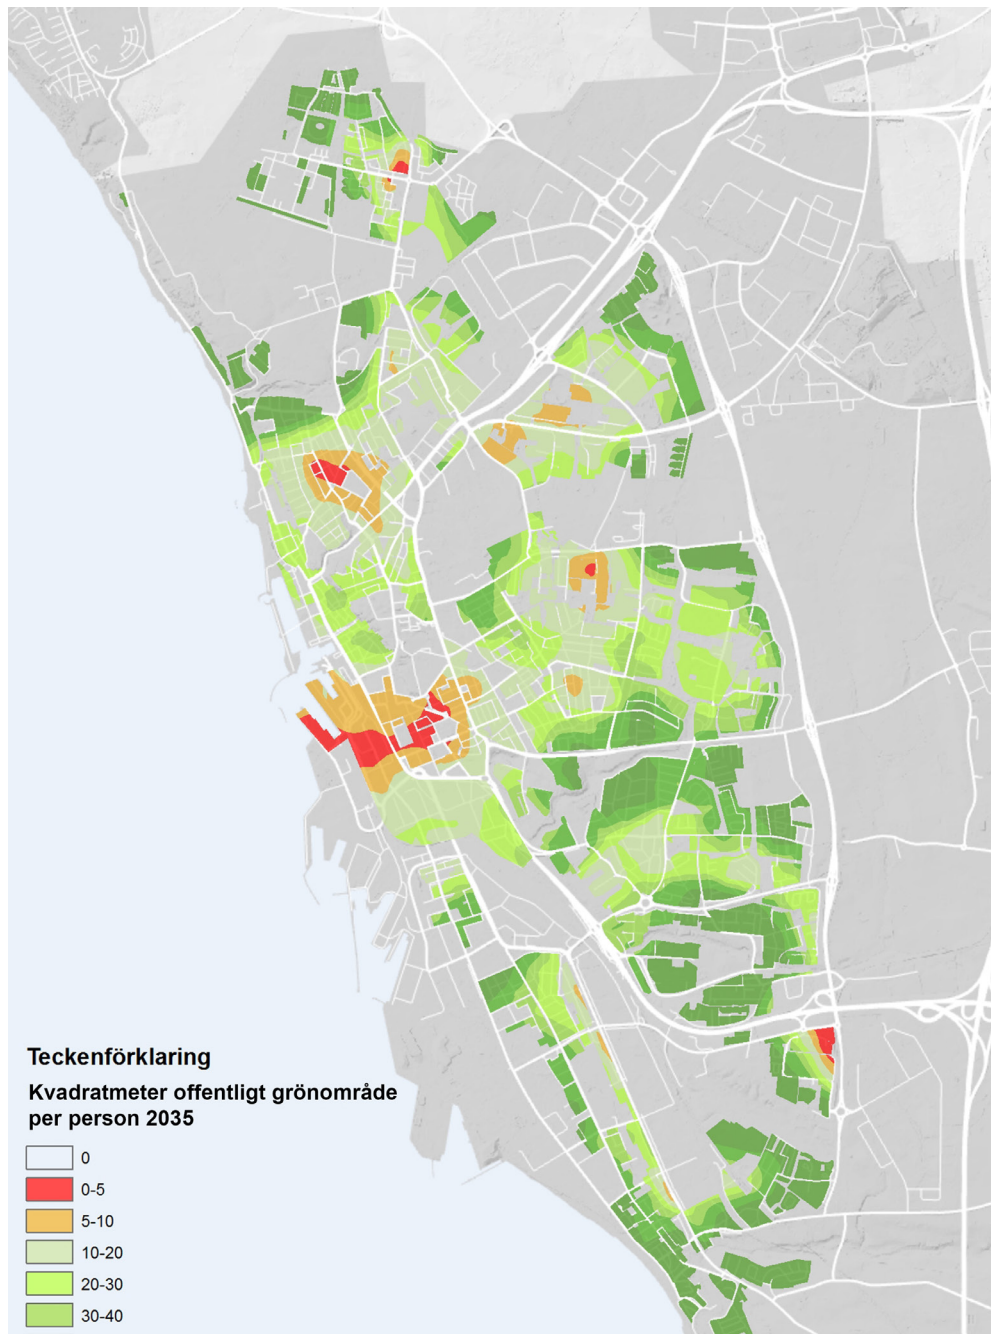 Teckenförklaring
Kvadratmeter offentligt grönområde
per person 2035
0
0-5
5-10
10-20
20-30
30-40